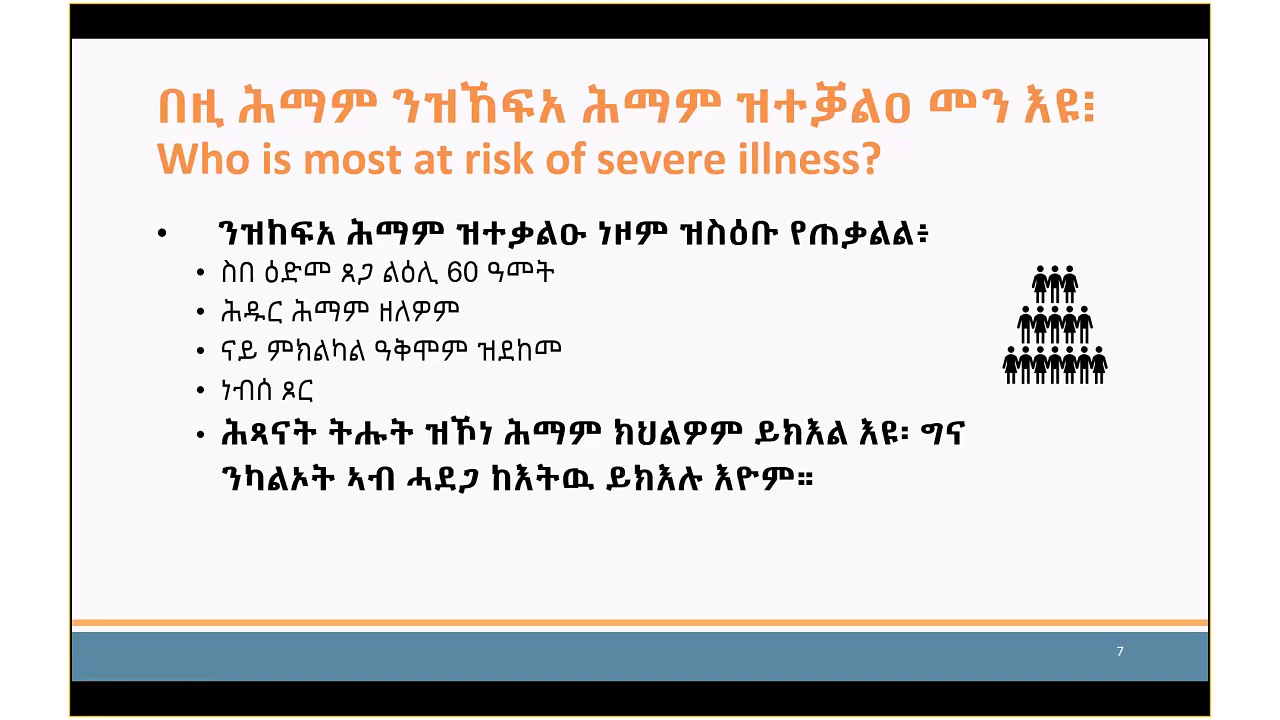 በዚ ሕማም ንዝኸፍአ ሕማም ዝተቓልዐ መን እዩ፧
Who is most at risk of severe illness?
• ንዝከፍአ ሕማም ዝተቃልዑ ነዞም ዝስዕቡ የጠቃልል፥
• ስበ ዕድመ ጸጋ ልዕሊ 60 ዓመት
• ሕዱር ሕማም ዘለዎም
• ናይ ምክልካል ዓቅሞም ዝደከመ
• ነብሰ ጾር
• ሕጻናት ትሑት ዝኾነ ሕማም ክህልዎም ይክእል እዩ፡ ግና
ንካልኦት ኣብ ሓደጋ ከእትዉ ይክእሉ እዮም።
7